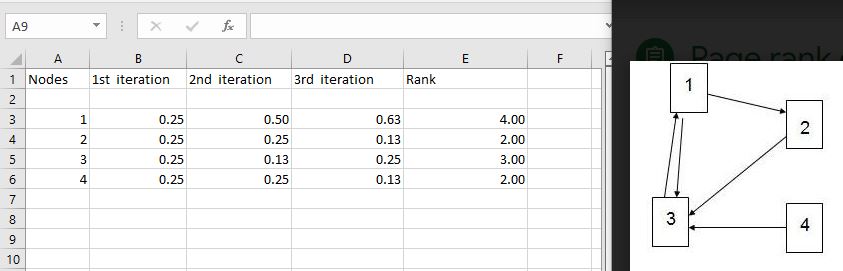 A9
fx
A B C D E F
1 Nodes 1st iteration 2nd iteration 3rd iteration Rank
2
3 1 0.25 0.50 0.63 4.00
4 2 0.25 0.25 0.13 2.00
5 3 0.25 0.13 0.25 3.00
6 4 0.25 0.25 0.13 2.00
7
8
9
10
Page rank
1
2
3
4